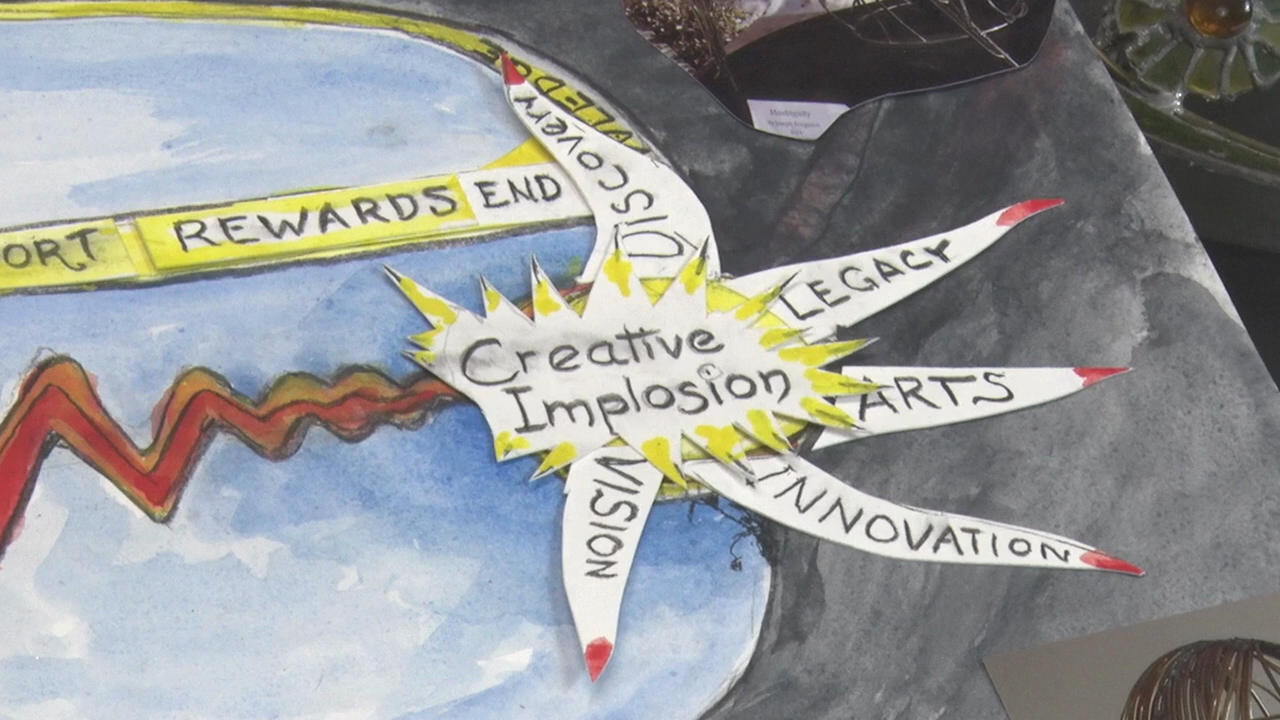 DISCOVERY
ORT REWARDS END
LEGACY
Creative
Implosion
ARTS
INNOVATION
VISION